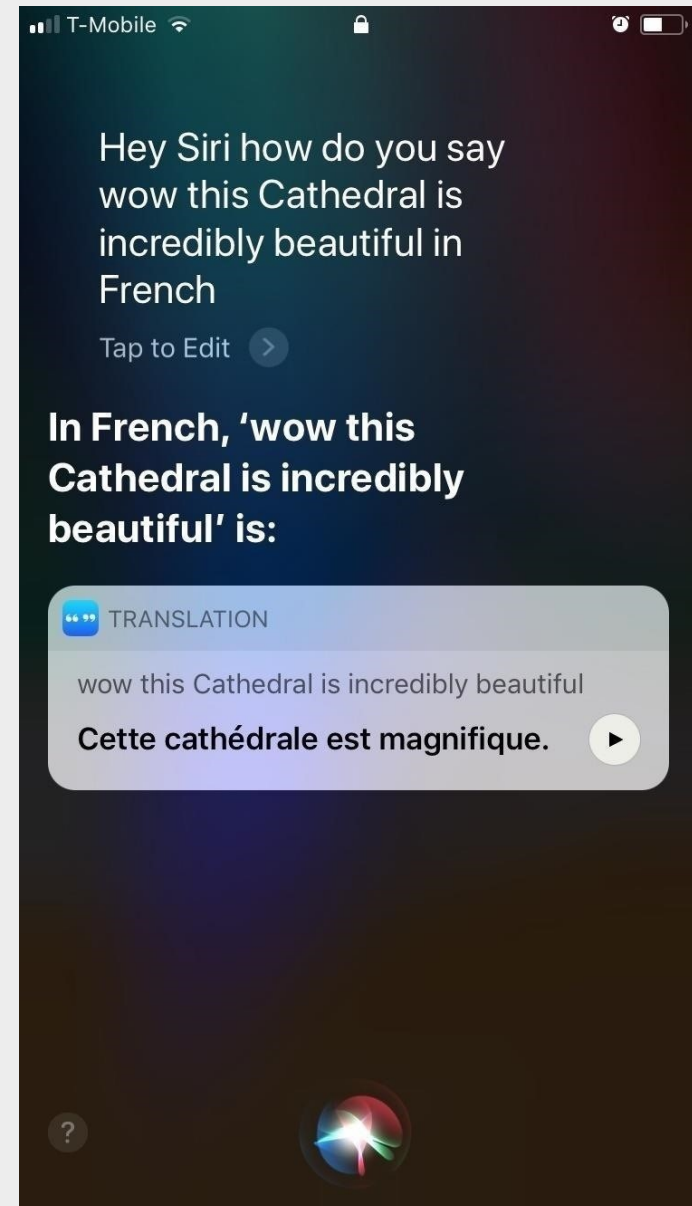 T-Mobile
Hey Siri how do you say
wow this Cathedral is
incredibly beautiful in
French
Tap to Edit
In French, ‘wow this
Cathedral is incredibly
beautiful’ is:
“” TRANSLATION
wow this Cathedral is incredibly beautiful
Cette cathédrale est magnifique.
?